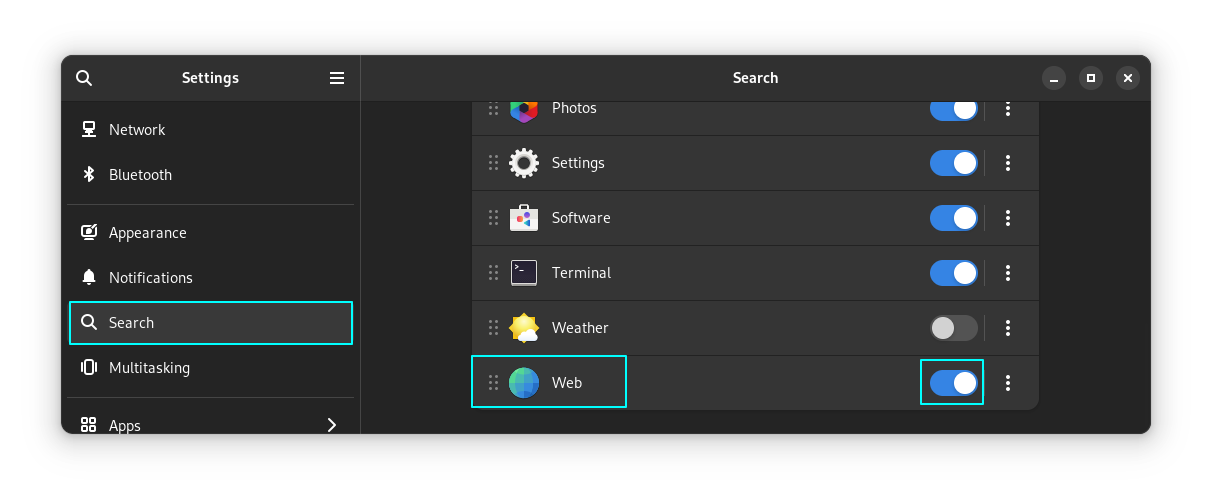 Settings
Network
Bluetooth
Appearance
Notifications
Search
Multitasking
Apps
Search
Photos
Settings
Software
>_
Terminal
Weather
Web